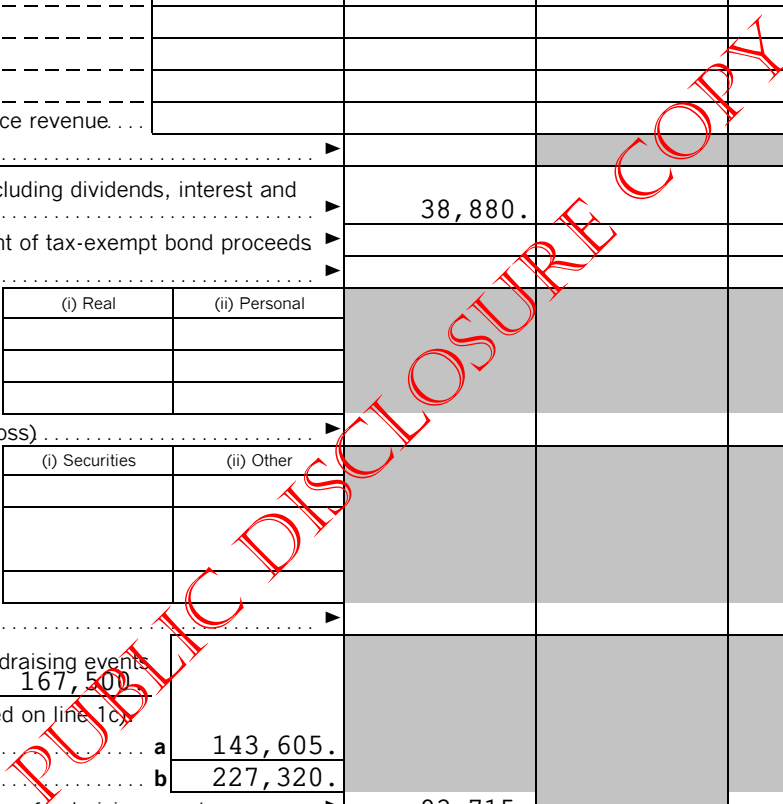 ce revenue. . . .
cluding dividends, interest and
38,880.
nt of tax-exempt bond proceeds
(i) Real (ii) Personal
oss)
(i) Securities (ii) Other
draising events
167,500.
ed on line 1c).
a 143,605.
b 227,320.
PUBLIC DISCLOSURE COPY